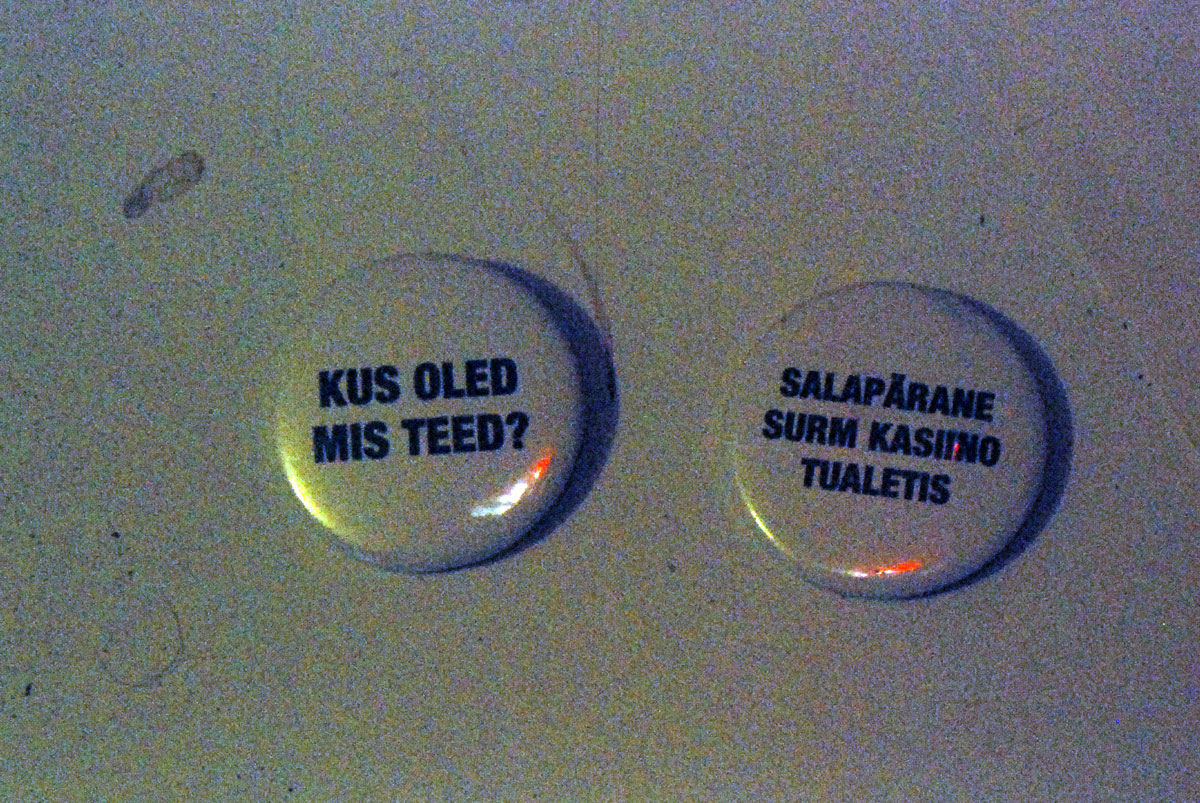 KUS OLED
MIS TEED?
SALAPÄRANE
SURM KASIINO
TUALETIS